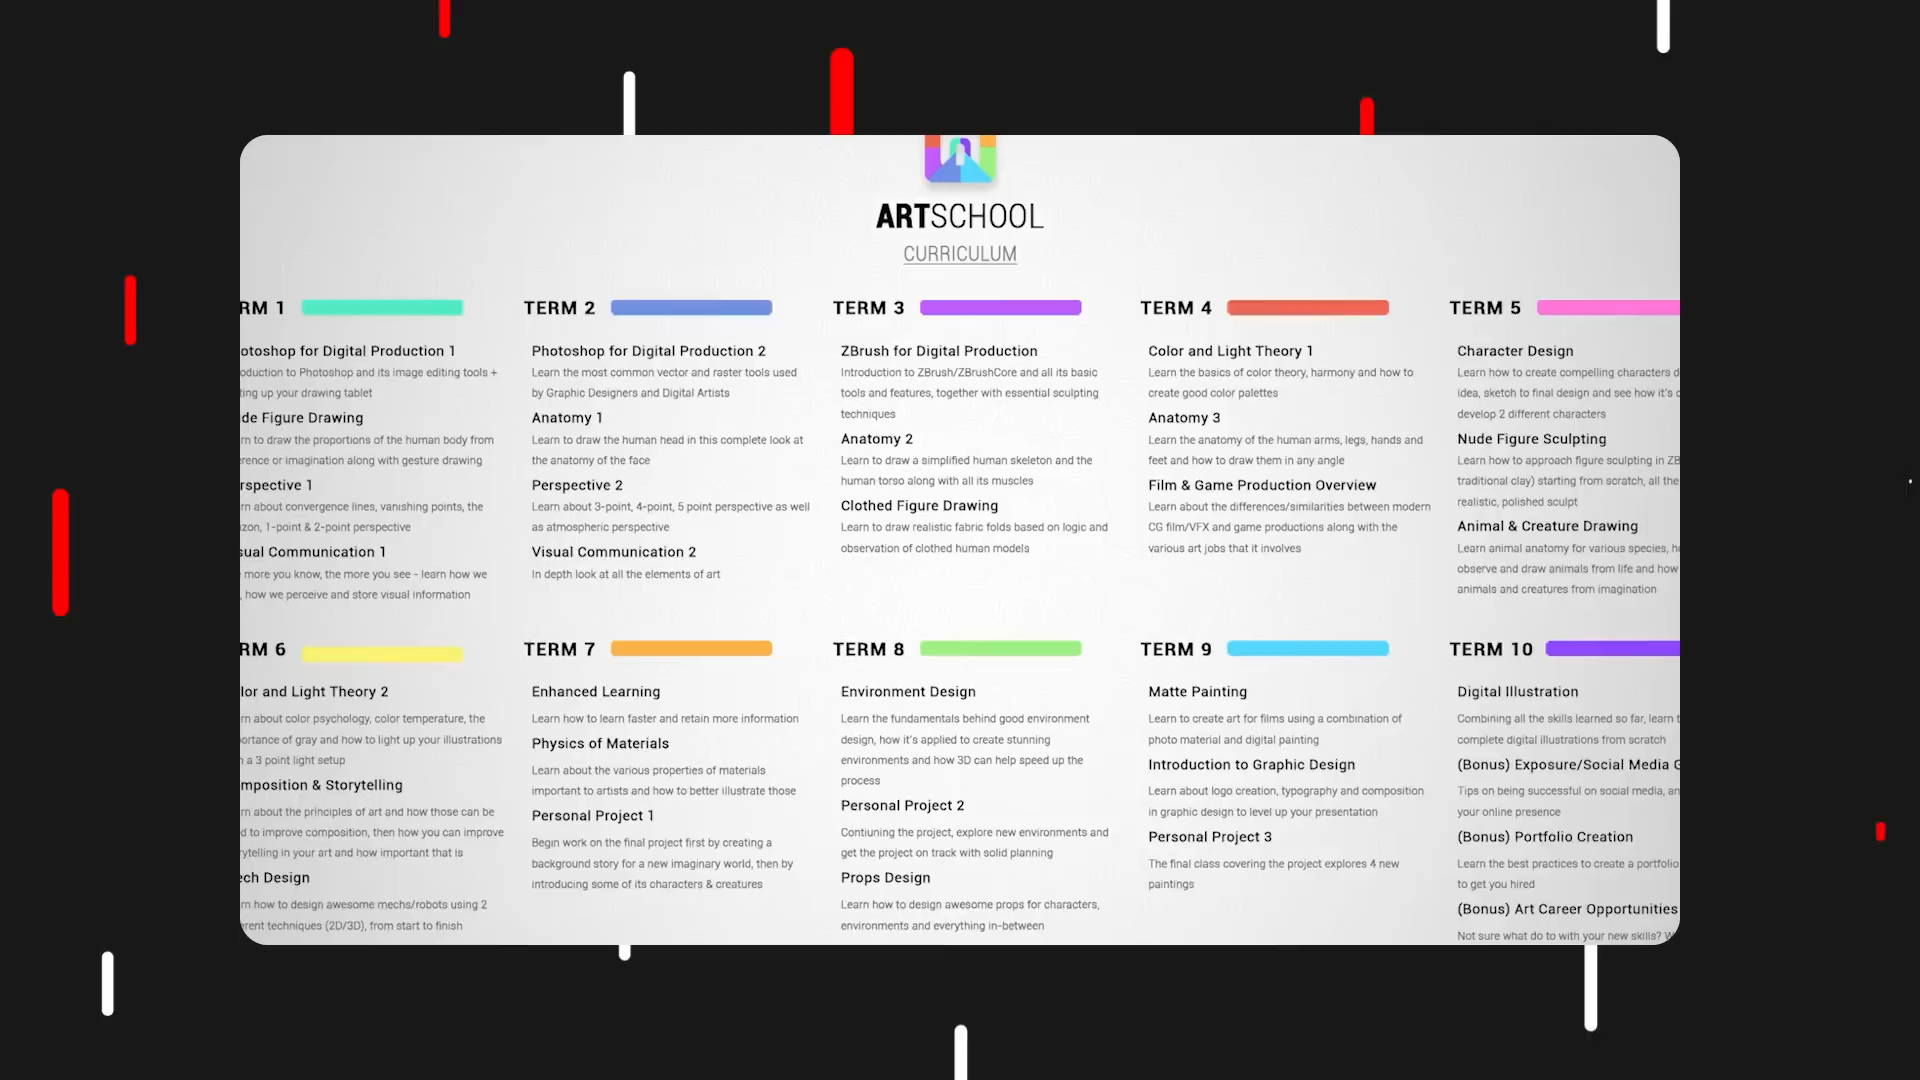 ARTSCHOOL
CURRICULUM
RM 1
otoshop for Digital Production 1
oduction to Photoshop and its image editing tools +
ting up your drawing tablet
de Figure Drawing
rn to draw the proportions of the human body from
erence or imagination along with gesture drawing
rspective 1
rn about convergence lines, vanishing points, the
izon, 1-point & 2-point perspective
sual Communication 1
more you know, the more you see - learn how we
, how we perceive and store visual information
TERM 2
Photoshop for Digital Production 2
Learn the most common vector and raster tools used
by Graphic Designers and Digital Artists
Anatomy 1
Learn to draw the human head in this complete look at
the anatomy of the face
Perspective 2
Learn about 3-point, 4-point, 5 point perspective as well
as atmospheric perspective
Visual Communication 2
In depth look at all the elements of art
TERM 3
ZBrush for Digital Production
Introduction to ZBrush/ZBrushCore and all its basic
tools and features, together with essential sculpting
techniques
Anatomy 2
Learn to draw a simplified human skeleton and the
human torso along with all its muscles
Clothed Figure Drawing
Learn to draw realistic fabric folds based on logic and
observation of clothed human models
TERM 4
Color and Light Theory 1
Learn the basics of color theory, harmony and how to
create good color palettes
Anatomy 3
Learn the anatomy of the human arms, legs, hands and
feet and how to draw them in any angle
Film & Game Production Overview
Learn about the differences/similarities between modern
CG film/VFX and game productions along with the
various art jobs that it involves
TERM 5
Character Design
Learn how to create compelling characters
idea, sketch to final design and see how it's
develop 2 different characters
Nude Figure Sculpting
Learn how to approach figure sculpting in ZB
traditional clay) starting from scratch, all the
realistic, polished sculpt
Animal & Creature Drawing
Learn animal anatomy for various species, h
observe and draw animals from life and how
animals and creatures from imagination
RM 6
lor and Light Theory 2
rn about color psychology, color temperature, the
portance of gray and how to light up your illustrations
a 3 point light setup
mposition & Storytelling
rn about the principles of art and how those can be
d to improve composition, then how you can improve
rytelling in your art and how important that is
ech Design
rn how to design awesome mechs/robots using 2
erent techniques (2D/3D), from start to finish
TERM 7
Enhanced Learning
Learn how to learn faster and retain more information
Physics of Materials
Learn about the various properties of materials
important to artists and how to better illustrate those
Personal Project 1
Begin work on the final project first by creating a
background story for a new imaginary world, then by
introducing some of its characters & creatures
TERM 8
Environment Design
Learn the fundamentals behind good environment
design, how it's applied to create stunning
environments and how 3D can help speed up the
process
Personal Project 2
Contiuning the project, explore new environments and
get the project on track with solid planning
Props Design
Learn how to design awesome props for characters,
environments and everything in-between
TERM 9
Matte Painting
Learn to create art for films using a combination of
photo material and digital painting
Introduction to Graphic Design
Learn about logo creation, typography and composition
in graphic design to level up your presentation
Personal Project 3
The final class covering the project explores 4 new
paintings
TERM 10
Digital Illustration
Combining all the skills learned so far, learn
complete digital illustrations from scratch
(Bonus) Exposure/Social Media G
Tips on being successful on social media, an
your online presence
(Bonus) Portfolio Creation
Learn the best practices to create a portfolio
to get you hired
(Bonus) Art Career Opportunities
Not sure what do to with your new skills? W